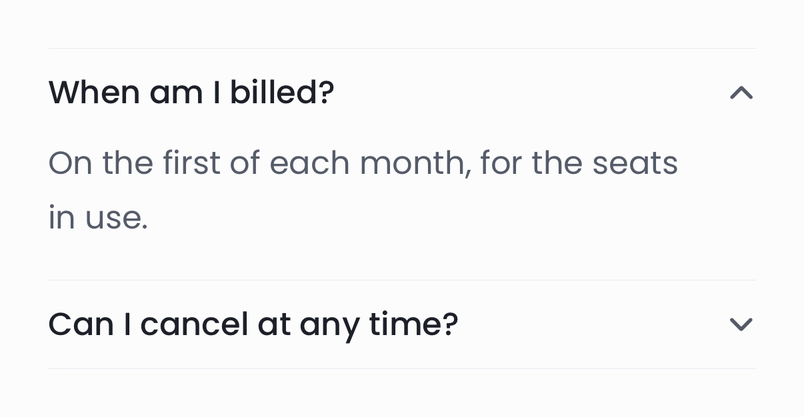 When am I billed?
On the first of each month, for the seats
in use.
Can I cancel at any time?